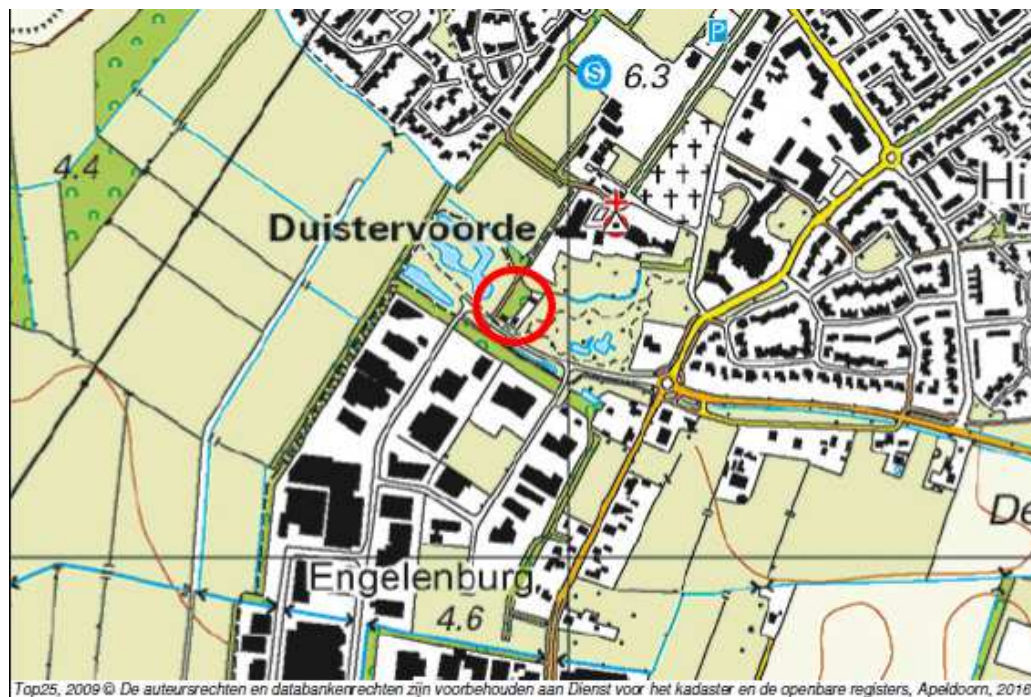 P
S
6.3
4.4
Hi
Duistervoorde
De
Engelenburg
4.6
Top25, 2009 © De auteursrechten en databankenrechten zijn voorbehouden aan Dienst voor het kadaster en de openbare registers, Apeldoorn, 201